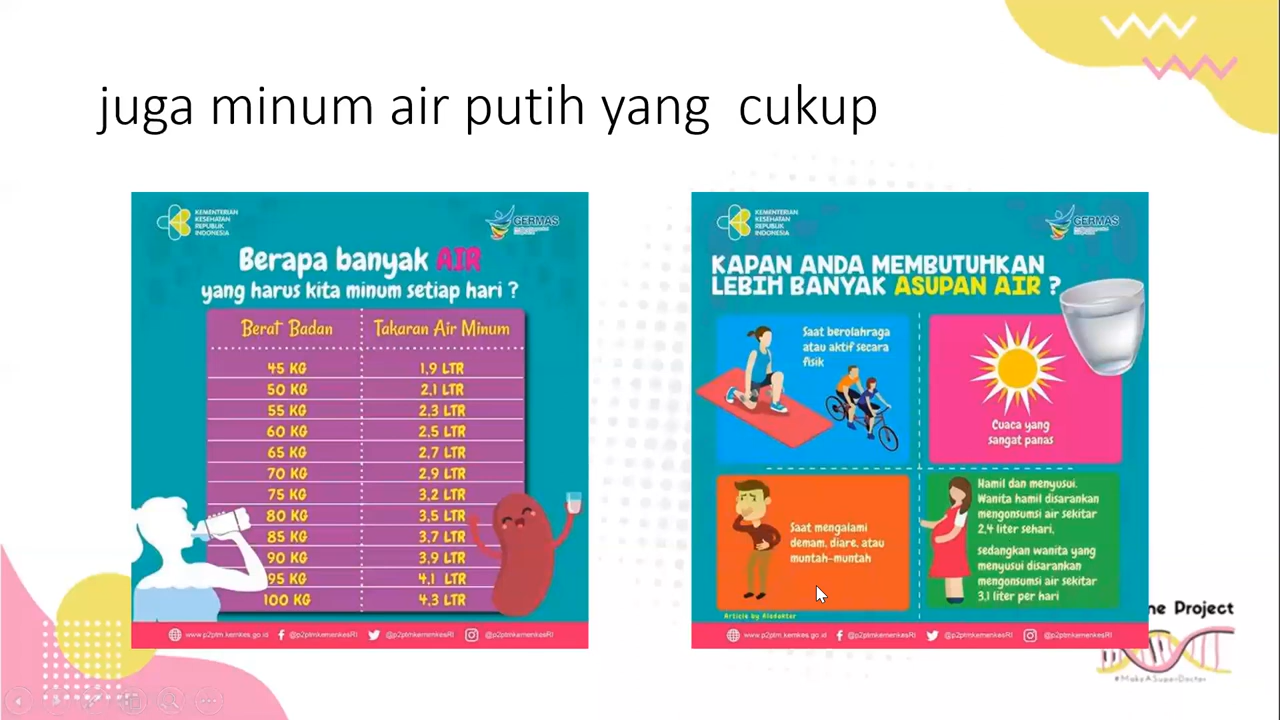 juga minum air putih yang cukup
KEMENTERIAN
KESEHATAN
REPUBLIK
INDONESIA
GERMAS
Berapa banyak AIR
yang harus kita minum setiap hari ?
Berat Badan Takaran Air Minum
45 KG 1,9 LTR
50 KG 2,1 LTR
55 KG 2,3 LTR
60 KG 2,5 LTR
65 KG 2,7 LTR
70 KG 2,9 LTR
75 KG 3,2 LTR
80 KG 3,5 LTR
85 KG 3,7 LTR
90 KG 3,9 LTR
95 KG 4,1 LTR
100 KG 4,3 LTR
www.p2ptm.kemkes.go.id @p2ptmkemenkesRI @p2ptmkemenkesRI @p2ptmkemenkesRI
KEMENTERIAN
KESEHATAN
REPUBLIK
INDONESIA
GERMAS
KAPAN ANDA MEMBUTUHKAN
LEBIH BANYAK ASUPAN AIR ?
Saat berolahraga
atau aktif secara
fisik
Cuaca yang
sangat panas
Saat mengalami
demam, diare, atau
muntah-muntah
Hamil dan menyusui.
Wanita hamil disarankan
mengonsumsi air sekitar
2,4 liter sehari,
sedangkan wanita yang
menyusui disarankan
mengonsumsi air sekitar
3,1 liter per hari
Article by Alodokter
www.p2ptm.kemkes.go.id @p2ptmkemenkesRI @p2ptmkemenkesRI @p2ptmkemenkesRI
ne Project
#MakeASuperDoctor